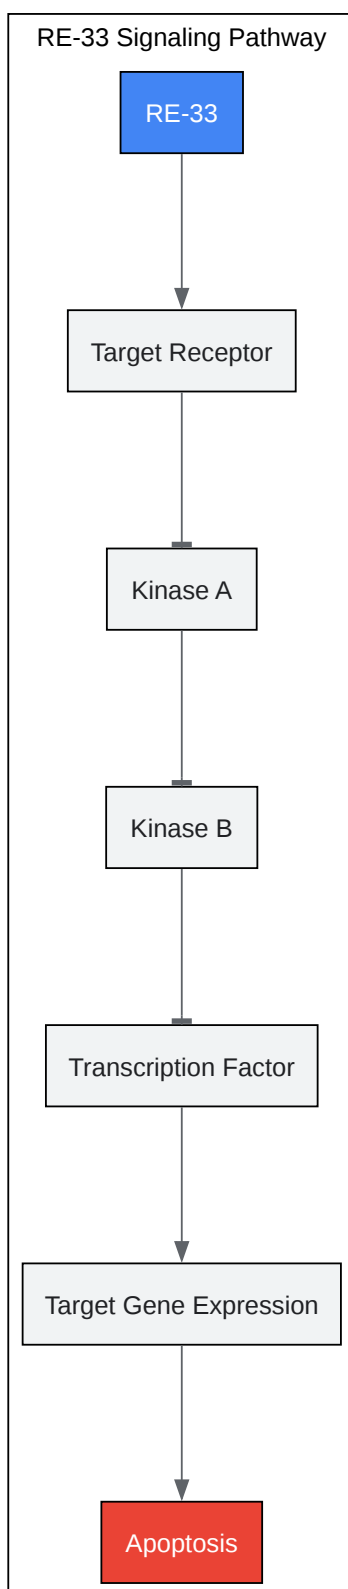 RE-33 Signaling Pathway
RE-33
Target Receptor
Kinase A
Kinase B
Transcription Factor
Target Gene Expression
Apoptosis